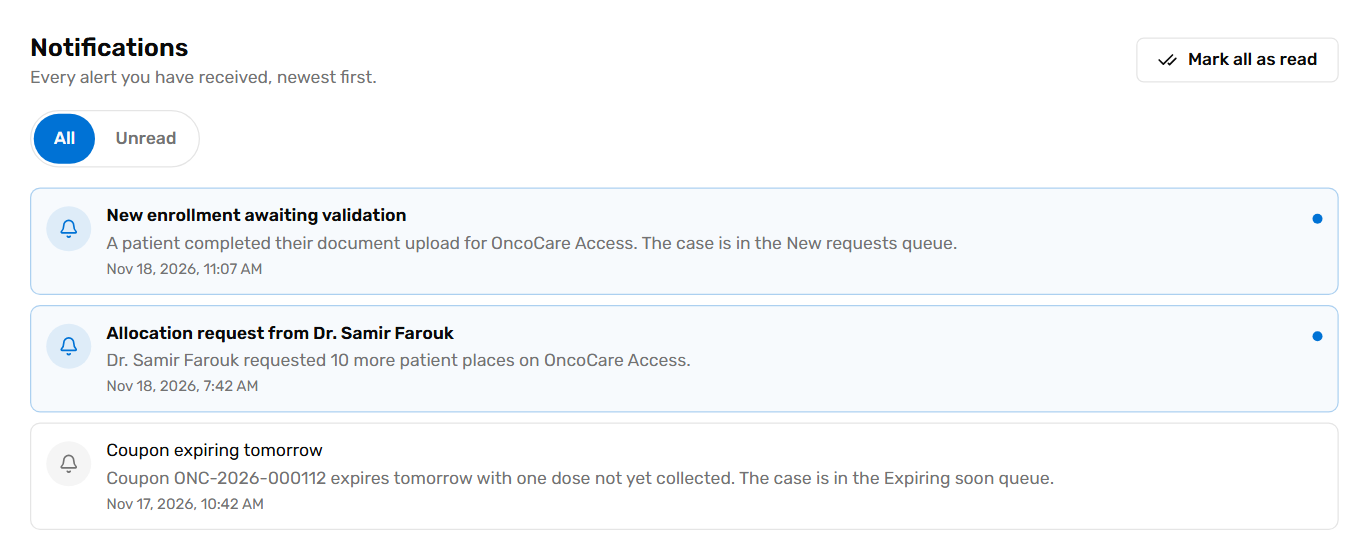 Notifications
Every alert you have received, newest first.
Mark all as read
All
Unread
New enrollment awaiting validation
A patient completed their document upload for OncoCare Access. The case is in the New requests queue.
Nov 18, 2026, 11:07 AM
Allocation request from Dr. Samir Farouk
Dr. Samir Farouk requested 10 more patient places on OncoCare Access.
Nov 18, 2026, 7:42 AM
Coupon expiring tomorrow
Coupon ONC-2026-000112 expires tomorrow with one dose not yet collected. The case is in the Expiring soon queue.
Nov 17, 2026, 10:42 AM